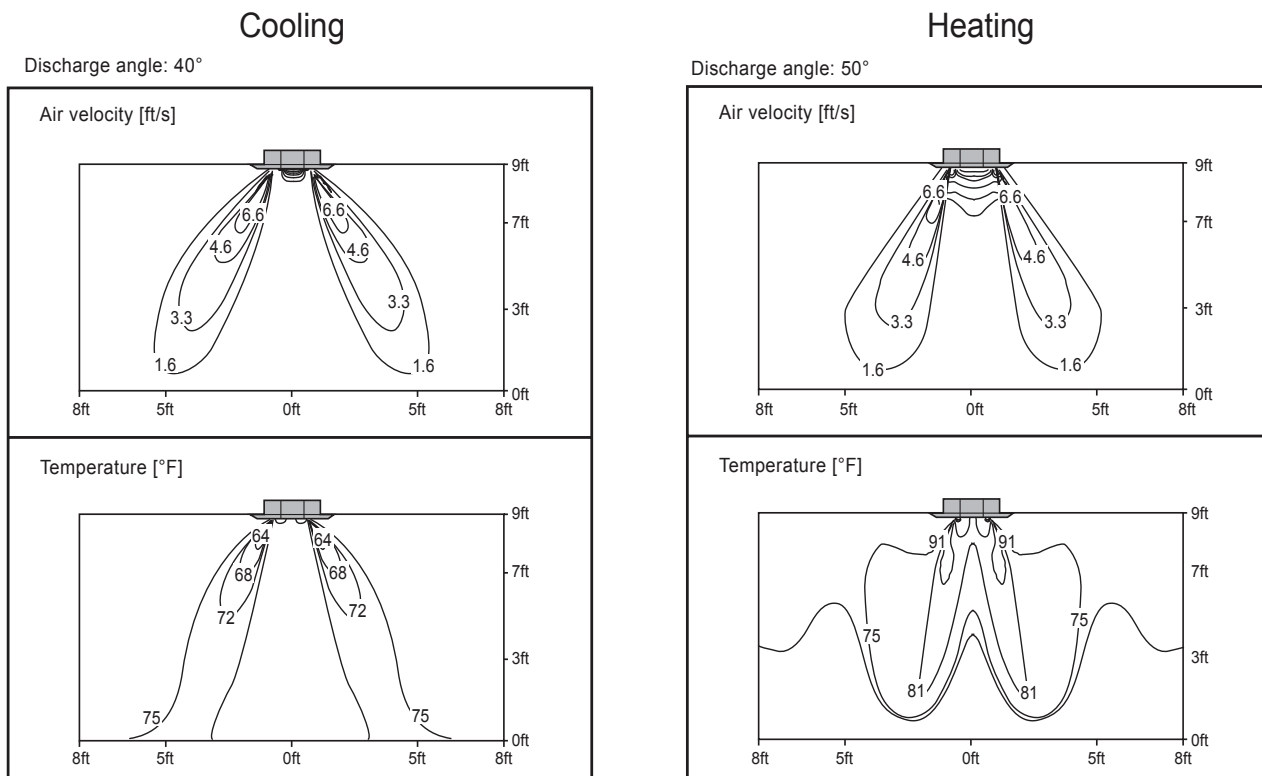 Cooling
Discharge angle: 40°
Air velocity [ft/s]
9ft
6.6
6.6
7ft
4.6
4.6
3.3
3.3
3ft
1.6
1.6
0ft
8ft 5ft 0ft 5ft 8ft
Temperature [°F]
9ft
64
64
68
68
7ft
72
72
3ft
75
75
0ft
8ft 5ft 0ft 5ft 8ft
Heating
Discharge angle: 50°
Air velocity [ft/s]
9ft
6.6
6.6
7ft
4.6
4.6
3.3
3.3
3ft
1.6
1.6
0ft
8ft 5ft 0ft 5ft 8ft
Temperature [°F]
9ft
91
91
7ft
75
75
3ft
81
81
0ft
8ft 5ft 0ft 5ft 8ft